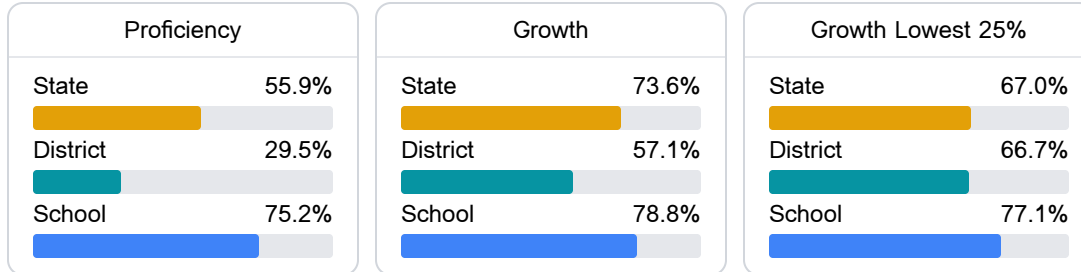 Proficiency
State 55.9%
District 29.5%
School 75.2%
Growth
State 73.6%
District 57.1%
School 78.8%
Growth Lowest 25%
State 67.0%
District 66.7%
School 77.1%